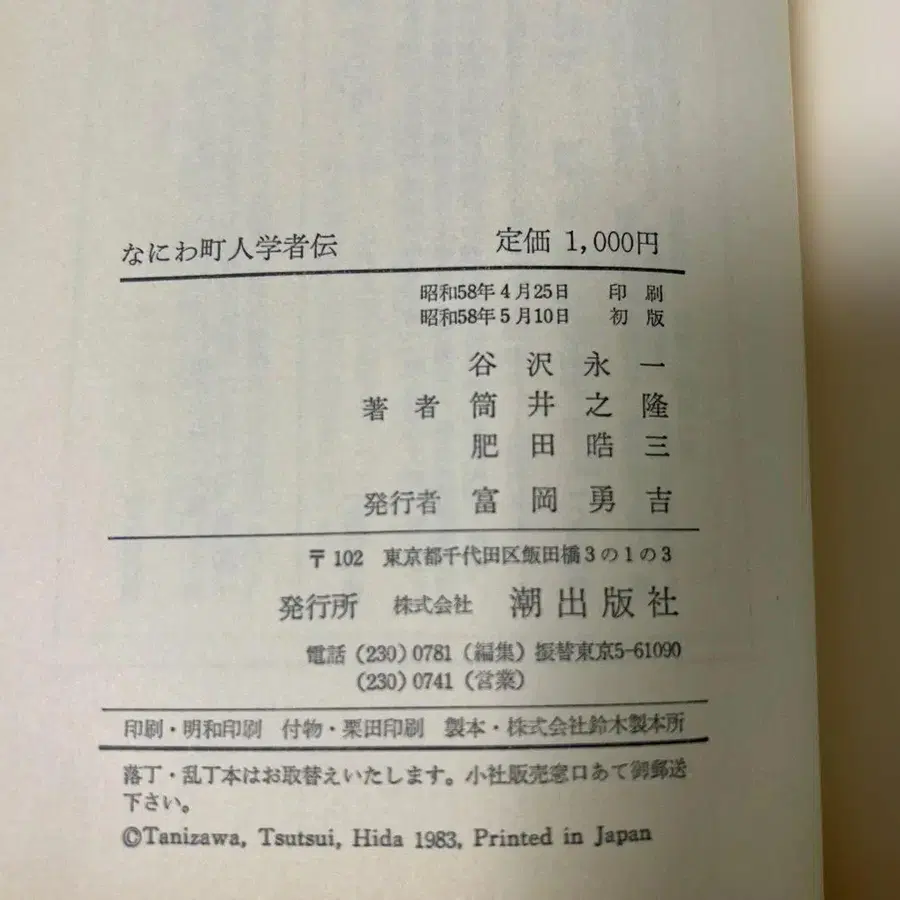 なにわ町人学者伝 定価 1,000円
昭和58年4月25日 印刷
昭和58年5月10日 初版
谷沢永一
著者 筒井之隆
肥田晧三
発行者 富岡勇吉
〒102 東京都千代田区飯田橋3の1の3
発行所 株式会社 潮出版社
電話 (230) 0781 (編集) 振替東京5-61090
(230) 0741 (営業)
印刷・明和印刷 付物・栗田印刷 製本・株式会社鈴木製本所
落丁・乱丁本はお取替えいたします。小社販売窓口あて御郵送
下さい。
©Tanizawa, Tsutsui, Hida 1983, Printed in Japan